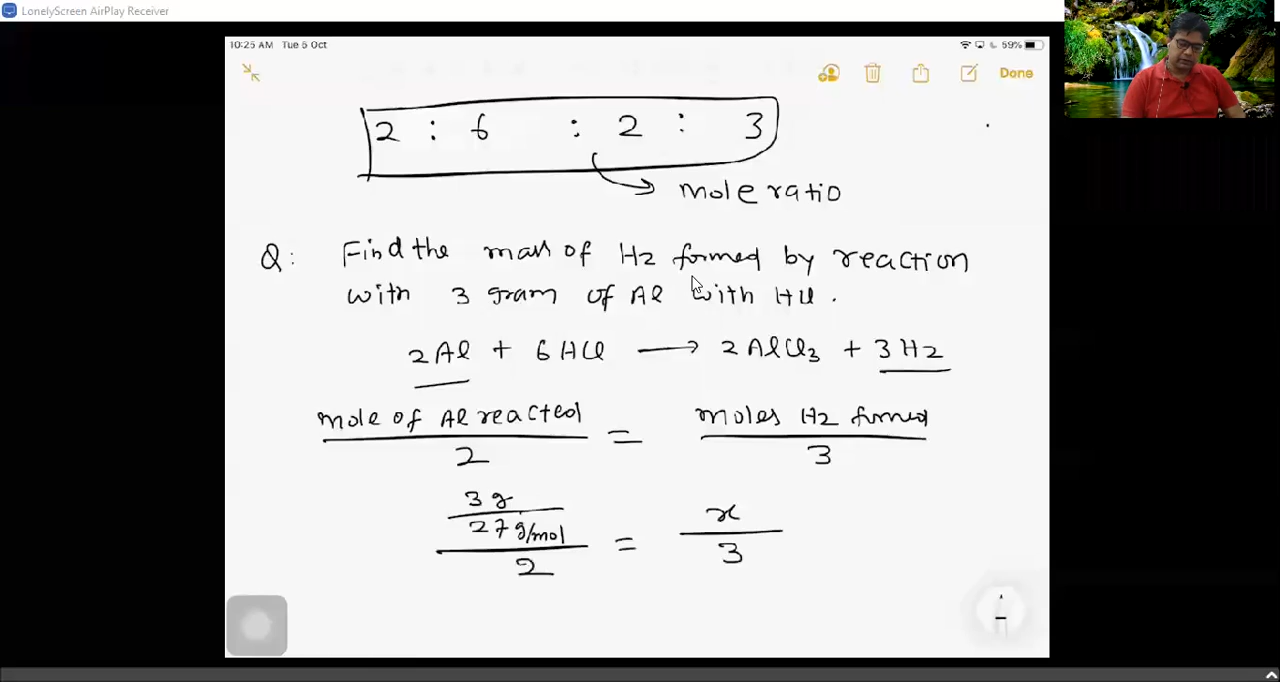 LonelyScreen AirPlay Receiver
10:25 AM Tue 5 Oct
59%
Done
2 : 6 : 2 : 3
mole ratio
Q: Find the mass of H2 formed by reaction
with 3 gram of Al with HCl.
2Al + 6HCl → 2AlCl3 + 3H2
mole of Al reacted / 2 = moles H2 formed / 3
3g / 27g/mol / 2 = x / 3